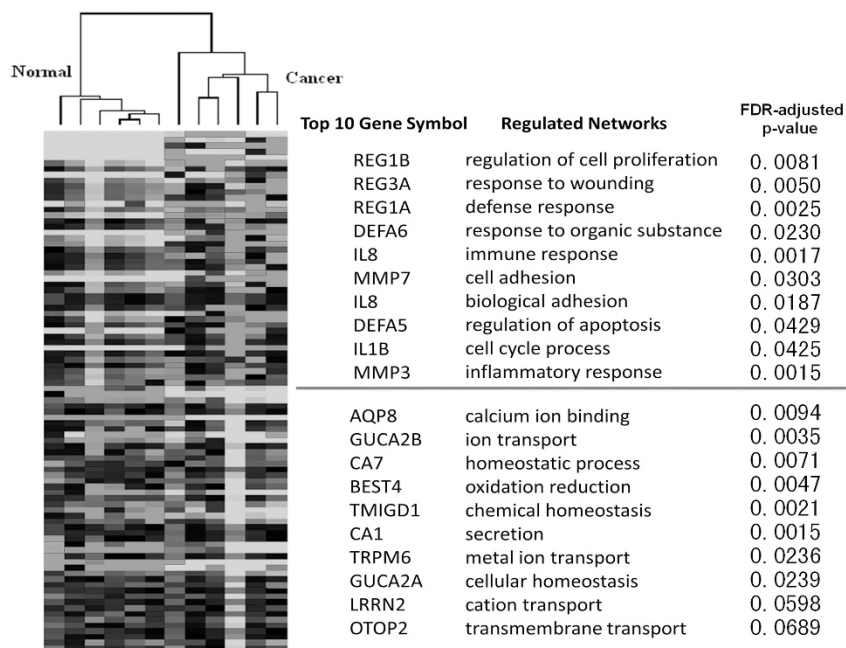 Normal
Cancer
Top 10 Gene Symbol Regulated Networks FDR-adjusted p-value
REG1B regulation of cell proliferation 0.0081
REG3A response to wounding 0.0050
REG1A defense response 0.0025
DEFA6 response to organic substance 0.0230
IL8 immune response 0.0017
MMP7 cell adhesion 0.0303
IL8 biological adhesion 0.0187
DEFA5 regulation of apoptosis 0.0429
IL1B cell cycle process 0.0425
MMP3 inflammatory response 0.0015
AQP8 calcium ion binding 0.0094
GUCA2B ion transport 0.0035
CA7 homeostatic process 0.0071
BEST4 oxidation reduction 0.0047
TMIGD1 chemical homeostasis 0.0021
CA1 secretion 0.0015
TRPM6 metal ion transport 0.0236
GUCA2A cellular homeostasis 0.0239
LRRN2 cation transport 0.0598
OTOP2 transmembrane transport 0.0689